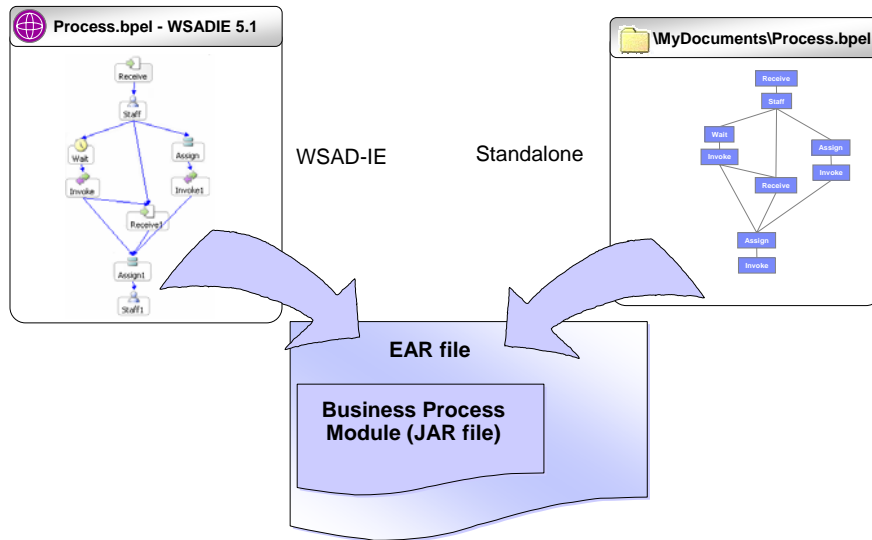 Process.bpel - WSADIE 5.1
Receive
Staff
Wait
Assign
Invoke
Invoke1
Receive1
Assign1
Staff1
WSAD-IE
Standalone
\MyDocuments\Process.bpel
Receive
Staff
Wait
Assign
Invoke
Invoke
Receive
Assign
Invoke
EAR file
Business Process
Module (JAR file)